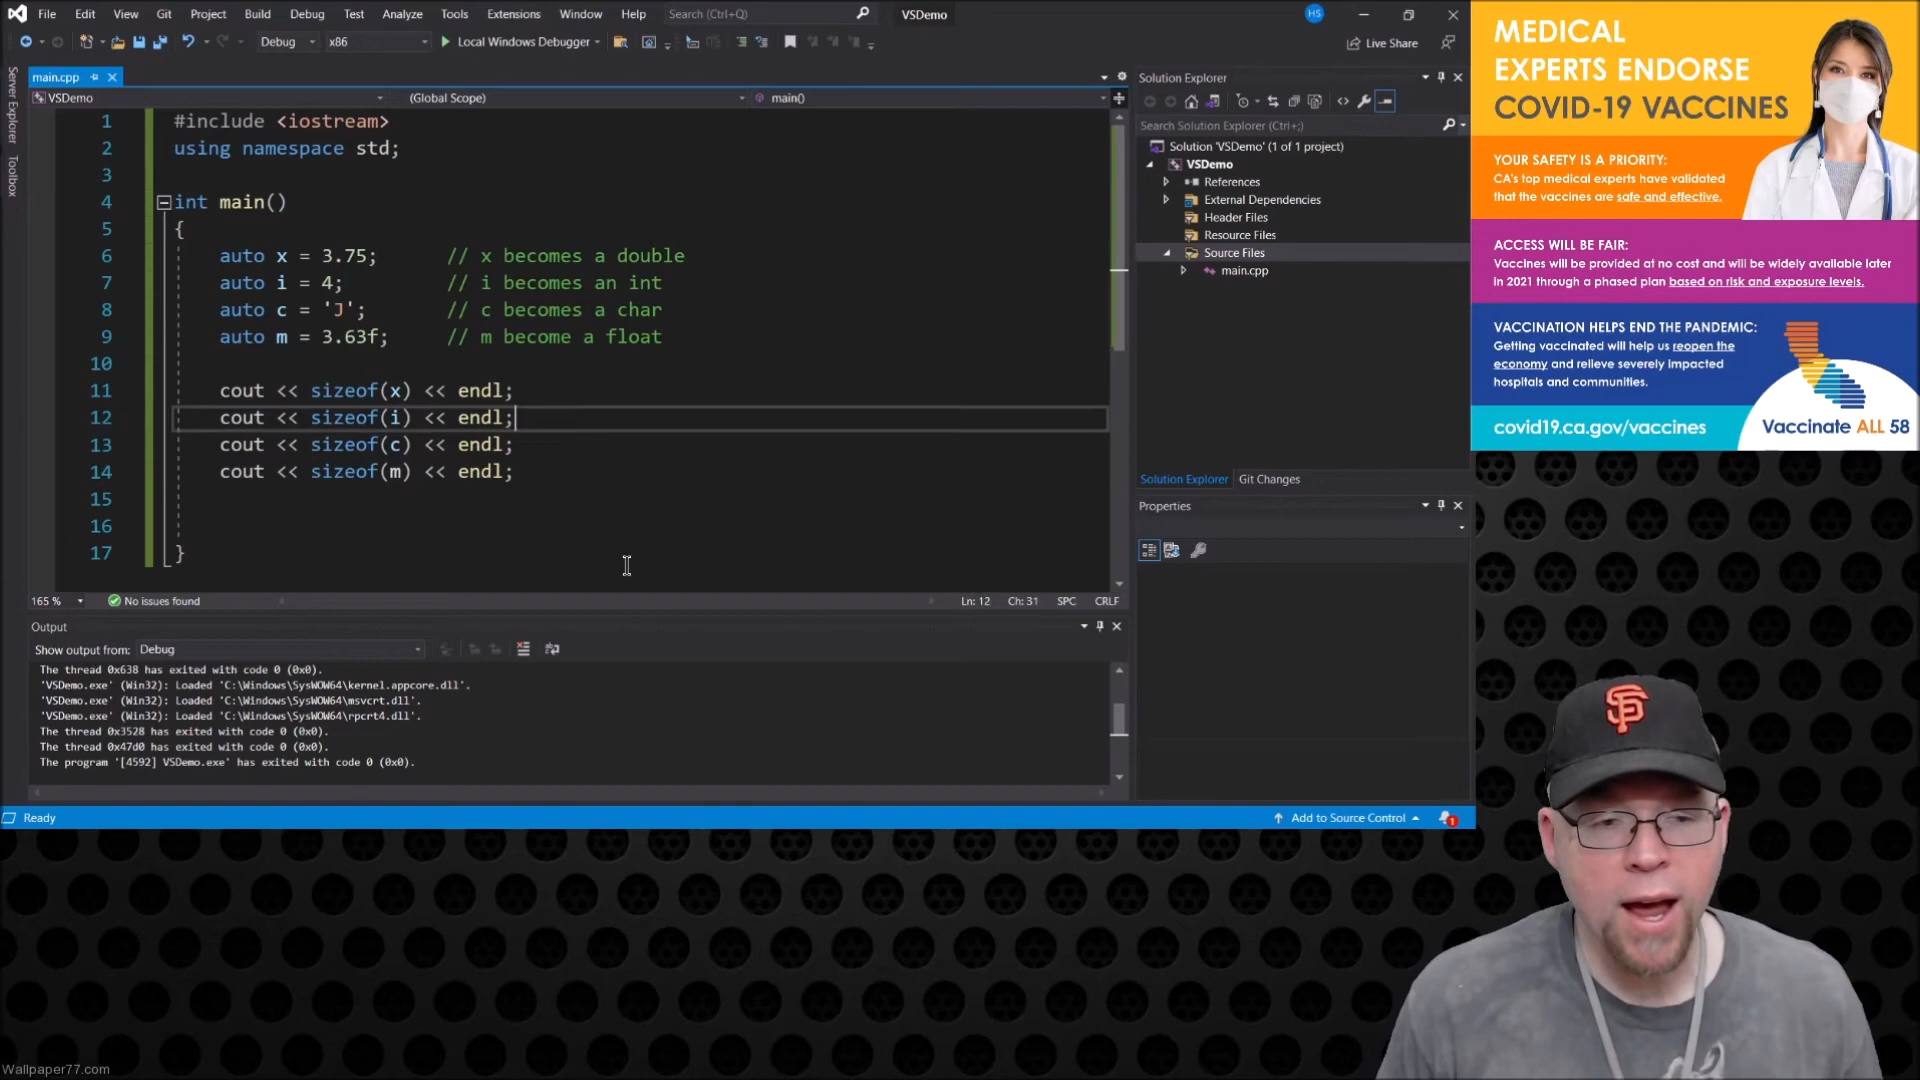 File Edit View Git Project Build Debug Test Analyze Tools Extensions Window Help Search (Ctrl+Q) VSDemo HS
Debug x86 Local Windows Debugger Live Share
Server Explorer
Toolbox
main.cpp
VSDemo (Global Scope) main()
1 #include <iostream>
2 using namespace std;
3
4 int main()
5 {
6 auto x = 3.75; // x becomes a double
7 auto i = 4; // i becomes an int
8 auto c = 'J'; // c becomes a char
9 auto m = 3.63f; // m become a float
10
11 cout << sizeof(x) << endl;
12 cout << sizeof(i) << endl;
13 cout << sizeof(c) << endl;
14 cout << sizeof(m) << endl;
15
16
17 }
165 % No issues found Ln: 12 Ch: 31 SPC CRLF
Output
Show output from: Debug
The thread 0x638 has exited with code 0 (0x0).
'VSDemo.exe' (Win32): Loaded 'C:\Windows\SysWOW64\kernel.appcore.dll'.
'VSDemo.exe' (Win32): Loaded 'C:\Windows\SysWOW64\msvcrt.dll'.
'VSDemo.exe' (Win32): Loaded 'C:\Windows\SysWOW64\rpcrt4.dll'.
The thread 0x3528 has exited with code 0 (0x0).
The thread 0x47d0 has exited with code 0 (0x0).
The program '[4592] VSDemo.exe' has exited with code 0 (0x0).
Ready Add to Source Control 1
Solution Explorer
Search Solution Explorer (Ctrl+;)
Solution 'VSDemo' (1 of 1 project)
VSDemo
References
External Dependencies
Header Files
Resource Files
Source Files
main.cpp
Solution Explorer Git Changes
Properties
MEDICAL
EXPERTS ENDORSE
COVID-19 VACCINES
YOUR SAFETY IS A PRIORITY:
CA's top medical experts have validated
that the vaccines are safe and effective.
ACCESS WILL BE FAIR:
Vaccines will be provided at no cost and will be widely available later
in 2021 through a phased plan based on risk and exposure levels.
VACCINATION HELPS END THE PANDEMIC:
Getting vaccinated will help us reopen the
economy and relieve severely impacted
hospitals and communities.
covid19.ca.gov/vaccines
Vaccinate ALL 58
SF
Wallpaper77.com